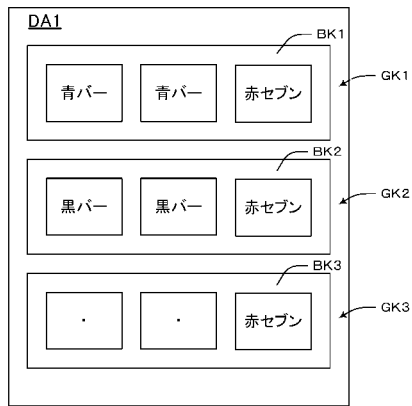 DA1
BK1
青バー 青バー 赤セブン
GK1
BK2
黒バー 黒バー 赤セブン
GK2
BK3
・ ・ 赤セブン
GK3